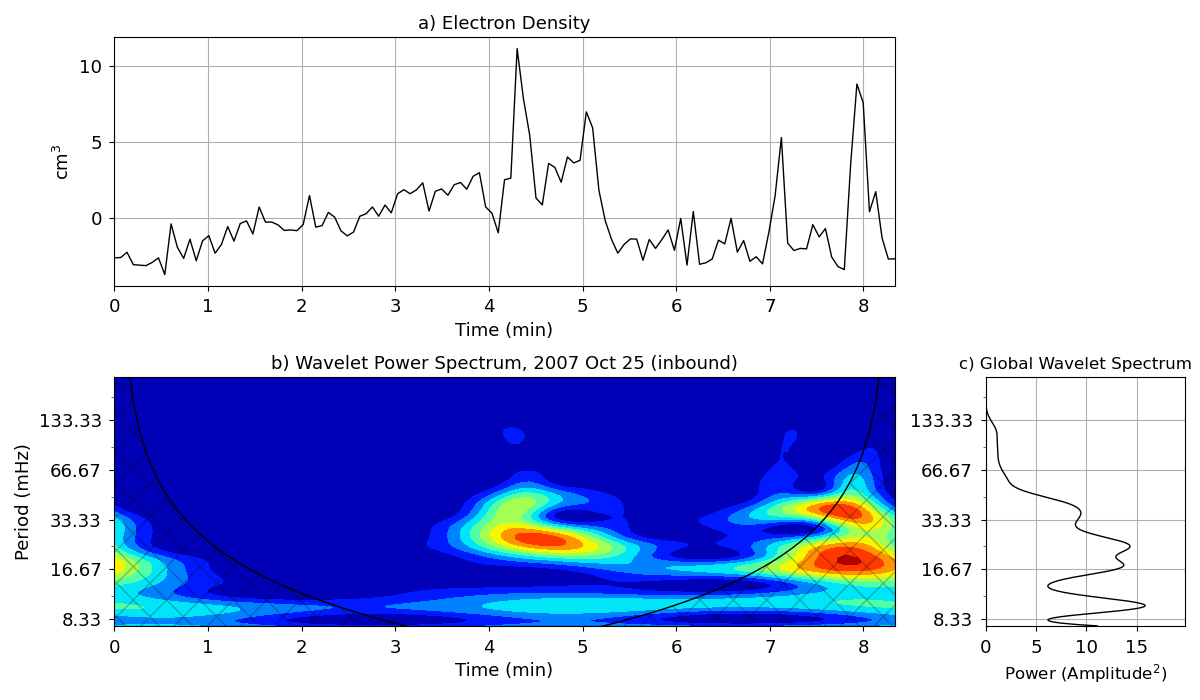 a) Electron Density
10
5
0
cm³
0 1 2 3 4 5 6 7 8
Time (min)
b) Wavelet Power Spectrum, 2007 Oct 25 (inbound)
133.33
66.67
33.33
16.67
8.33
Period (mHz)
0 1 2 3 4 5 6 7 8
Time (min)
c) Global Wavelet Spectrum
133.33
66.67
33.33
16.67
8.33
0 5 10 15
Power (Amplitude²)